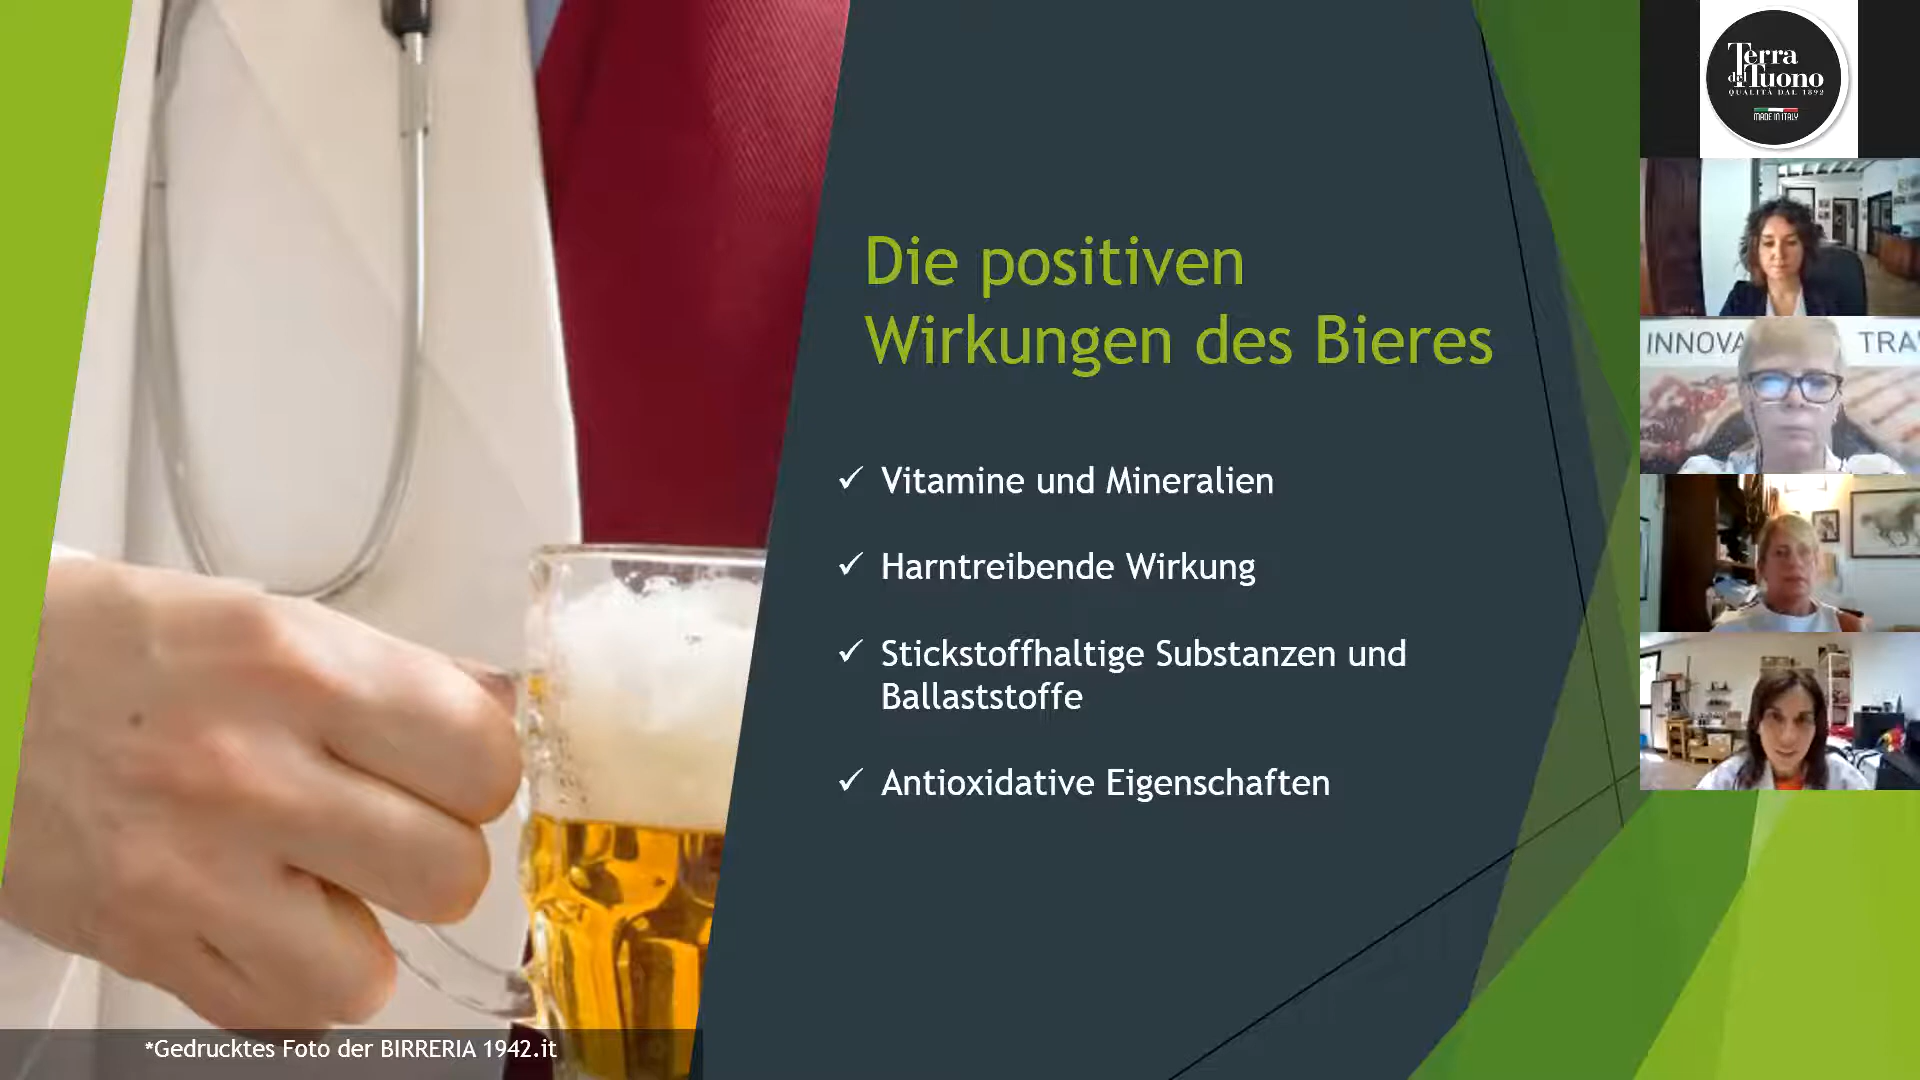 Die positiven
Wirkungen des Bieres
✓ Vitamine und Mineralien
✓ Harntreibende Wirkung
✓ Stickstoffhaltige Substanzen und
Ballaststoffe
✓ Antioxidative Eigenschaften
*Gedrucktes Foto der BIRRERIA 1942.it
Terra
del Tuono
QUALITÀ DAL 1892
MADE IN ITALY
INNOVA
TRA